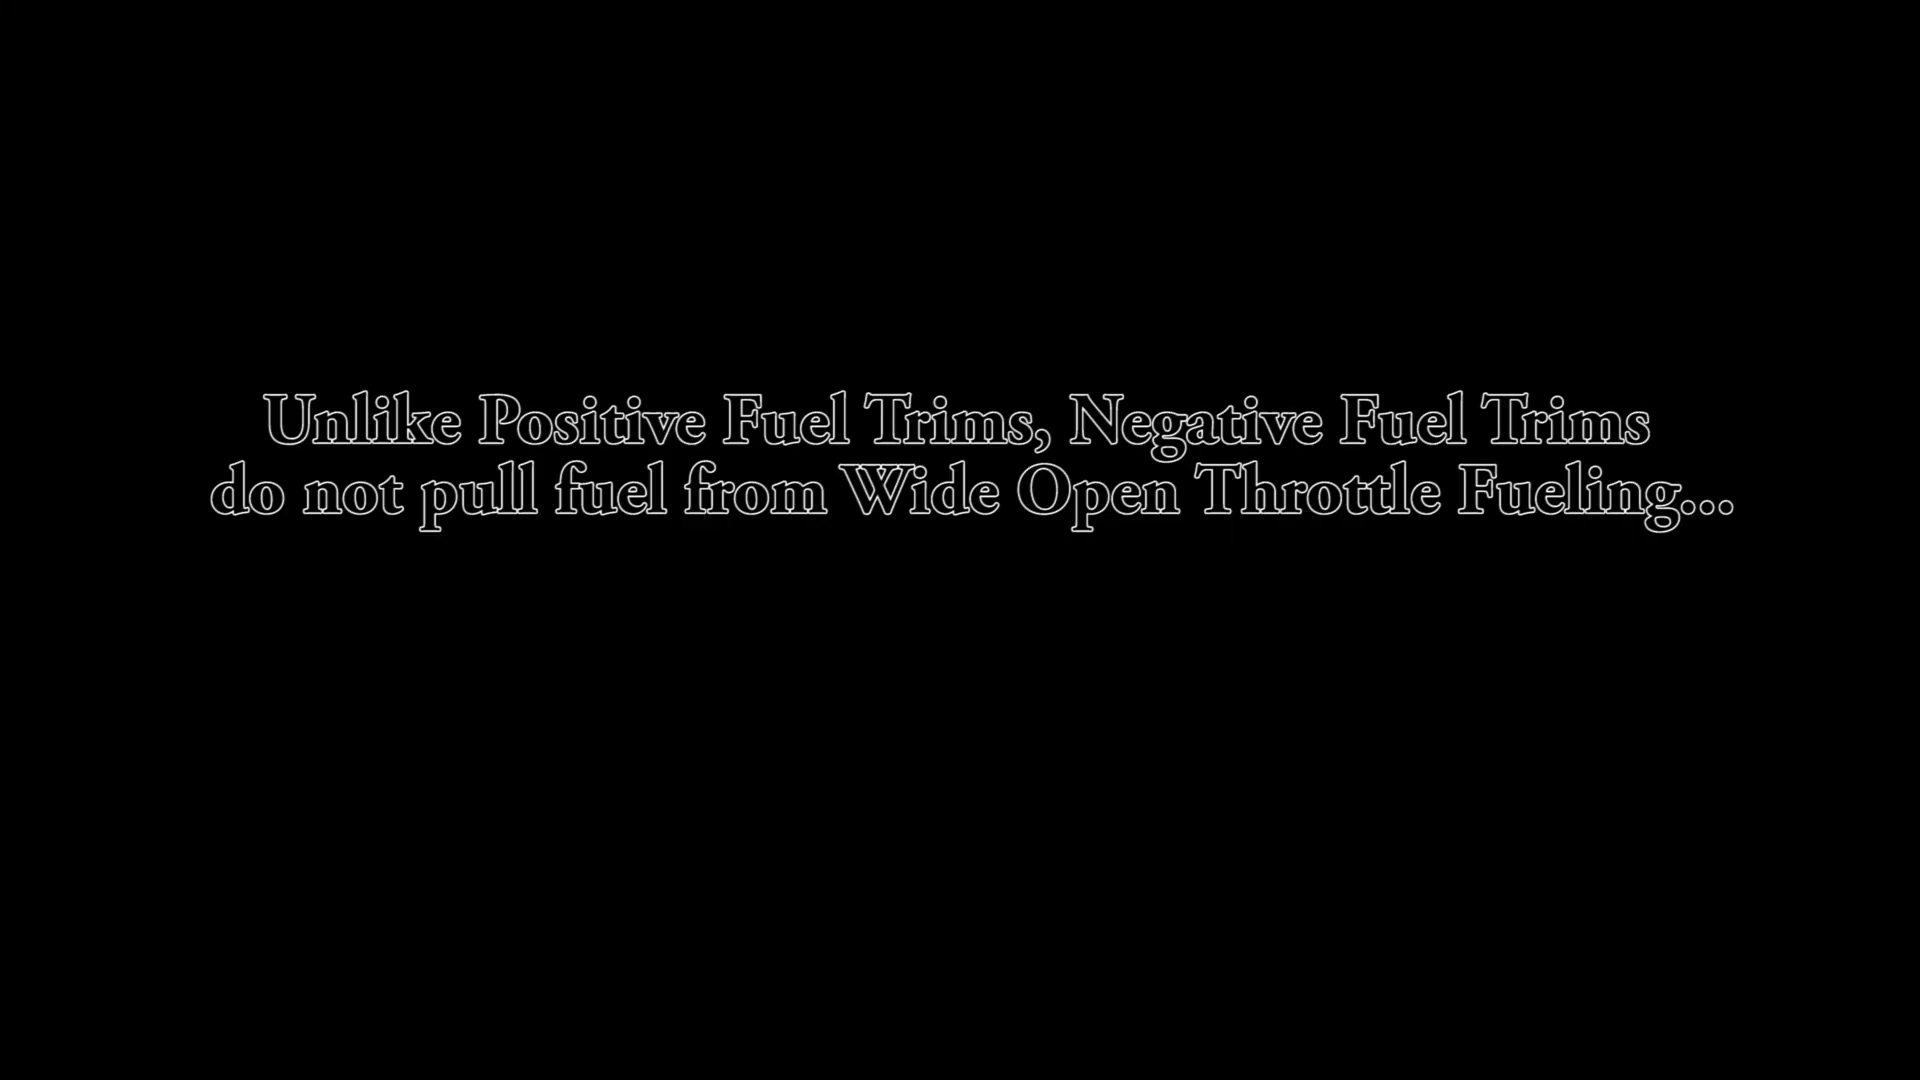 Unlike Positive Fuel Trims, Negative Fuel Trims
do not pull fuel from Wide Open Throttle Fueling...